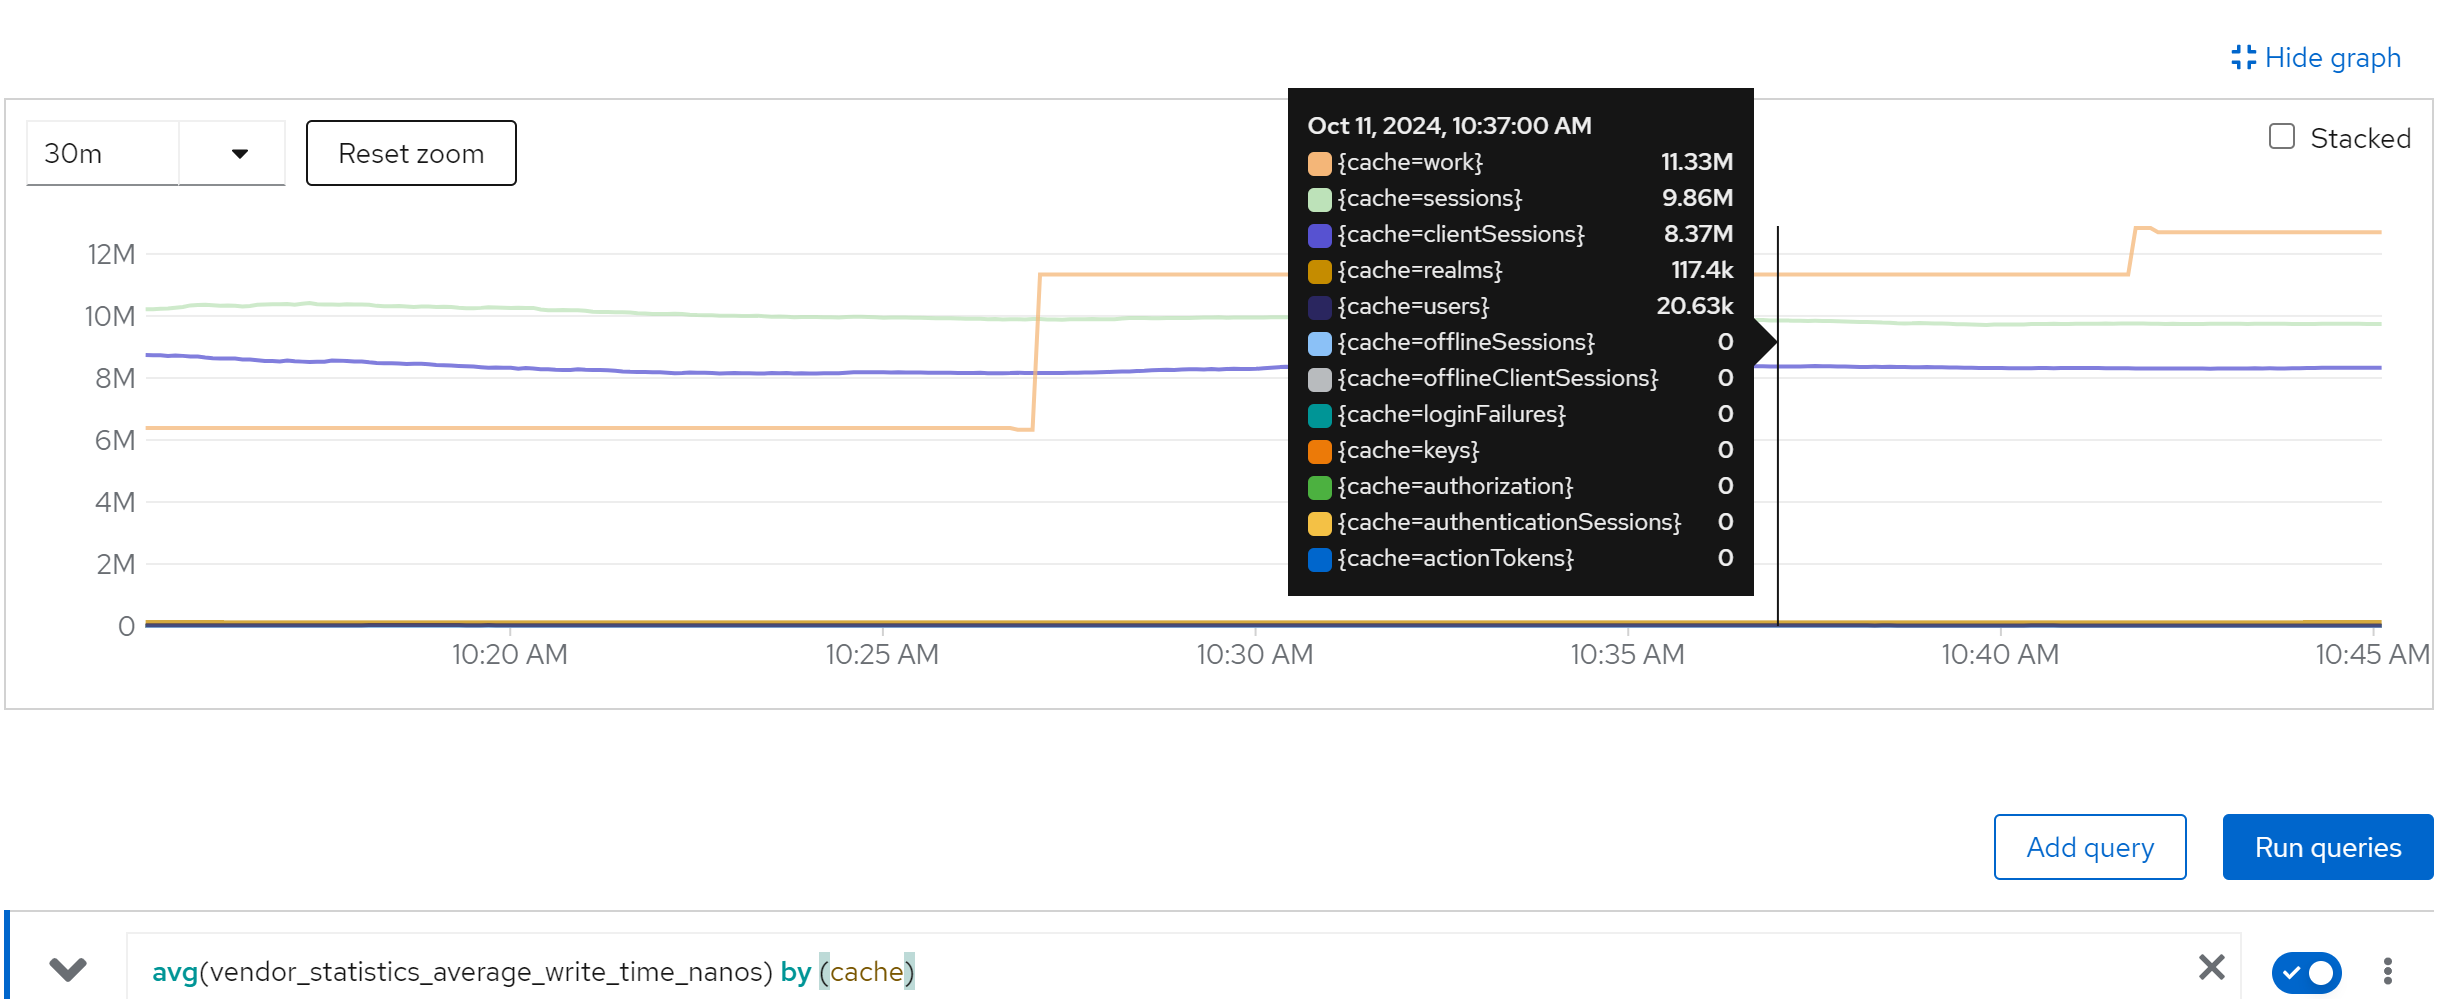 Hide graph
30m
Reset zoom
Stacked
Oct 11, 2024, 10:37:00 AM
{cache=work} 11.33M
{cache=sessions} 9.86M
{cache=clientSessions} 8.37M
{cache=realms} 117.4k
{cache=users} 20.63k
{cache=offlineSessions} 0
{cache=offlineClientSessions} 0
{cache=loginFailures} 0
{cache=keys} 0
{cache=authorization} 0
{cache=authenticationSessions} 0
{cache=actionTokens} 0
12M
10M
8M
6M
4M
2M
0
10:20 AM 10:25 AM 10:30 AM 10:35 AM 10:40 AM 10:45 AM
Add query
Run queries
avg(vendor_statistics_average_write_time_nanos) by (cache)